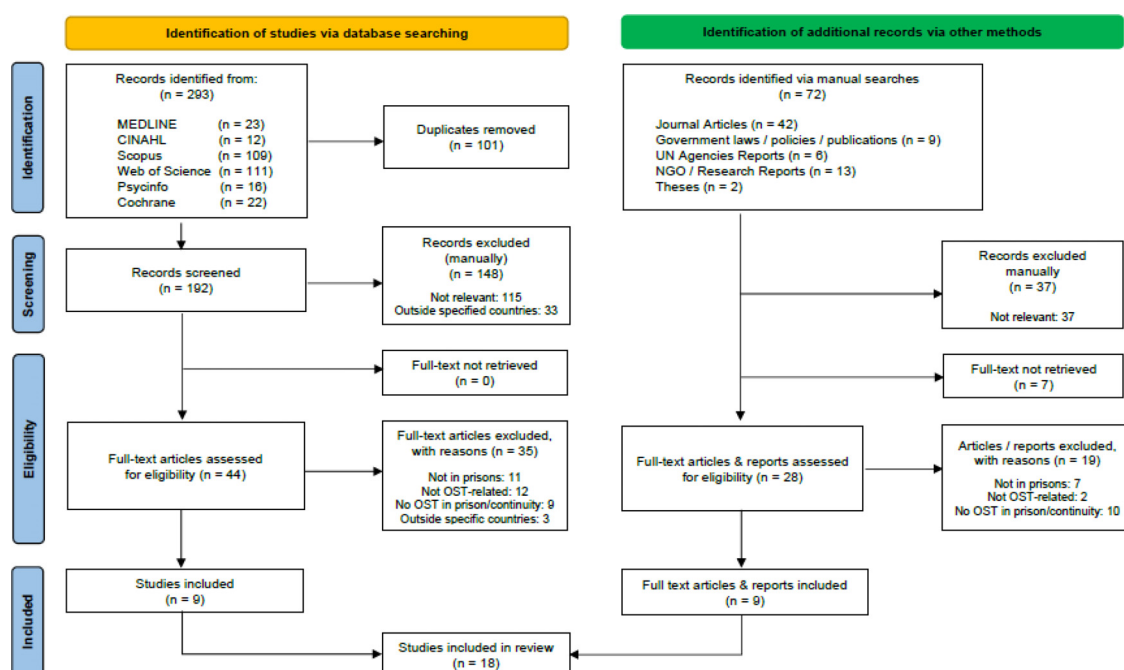 Identification of studies via database searching
Identification of additional records via other methods
Identification
Records identified from:
(n = 293)
MEDLINE (n = 23)
CINAHL (n = 12)
Scopus (n = 109)
Web of Science (n = 111)
Psycinfo (n = 16)
Cochrane (n = 22)
Duplicates removed
(n = 101)
Records identified via manual searches
(n = 72)
Journal Articles (n = 42)
Government laws / policies / publications (n = 9)
UN Agencies Reports (n = 6)
NGO / Research Reports (n = 13)
Theses (n = 2)
Screening
Records screened
(n = 192)
Records excluded
(manually)
(n = 148)
Not relevant: 115
Outside specified countries: 33
Records excluded
manually
(n = 37)
Not relevant: 37
Eligibility
Full-text not retrieved
(n = 0)
Full-text not retrieved
(n = 7)
Full-text articles assessed
for eligibility (n = 44)
Full-text articles excluded,
with reasons (n = 35)
Not in prisons: 11
Not OST-related: 12
No OST in prison/continuity: 9
Outside specific countries: 3
Full-text articles & reports assessed
for eligibility (n = 28)
Articles / reports excluded,
with reasons (n = 19)
Not in prisons: 7
Not OST-related: 2
No OST in prison/continuity: 10
Included
Studies included
(n = 9)
Full text articles & reports included
(n = 9)
Studies included in review
(n = 18)